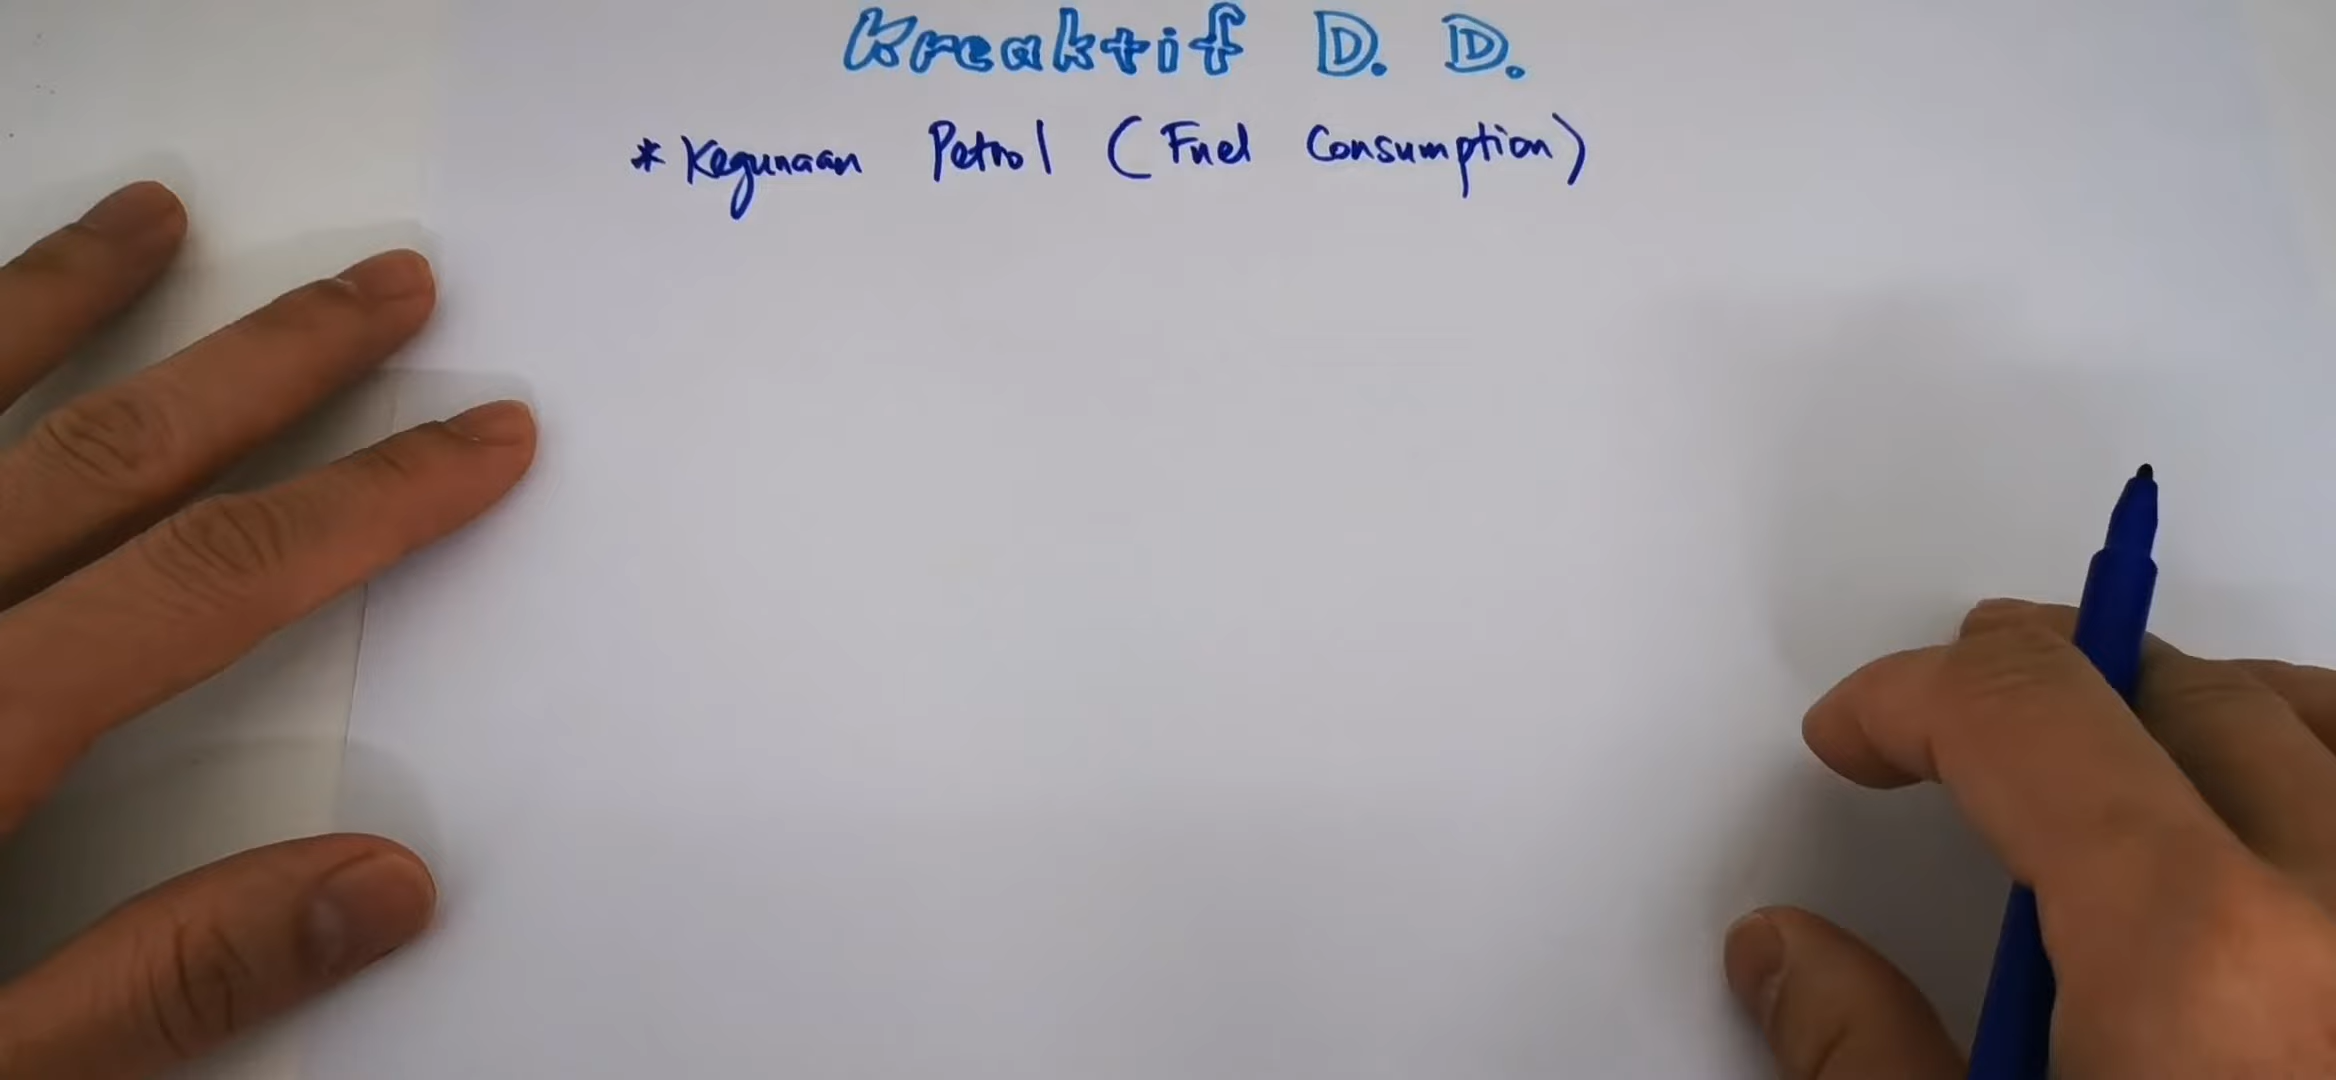 Kreaktif D. D.
* Kegunaan Petrol (Fuel Consumption)